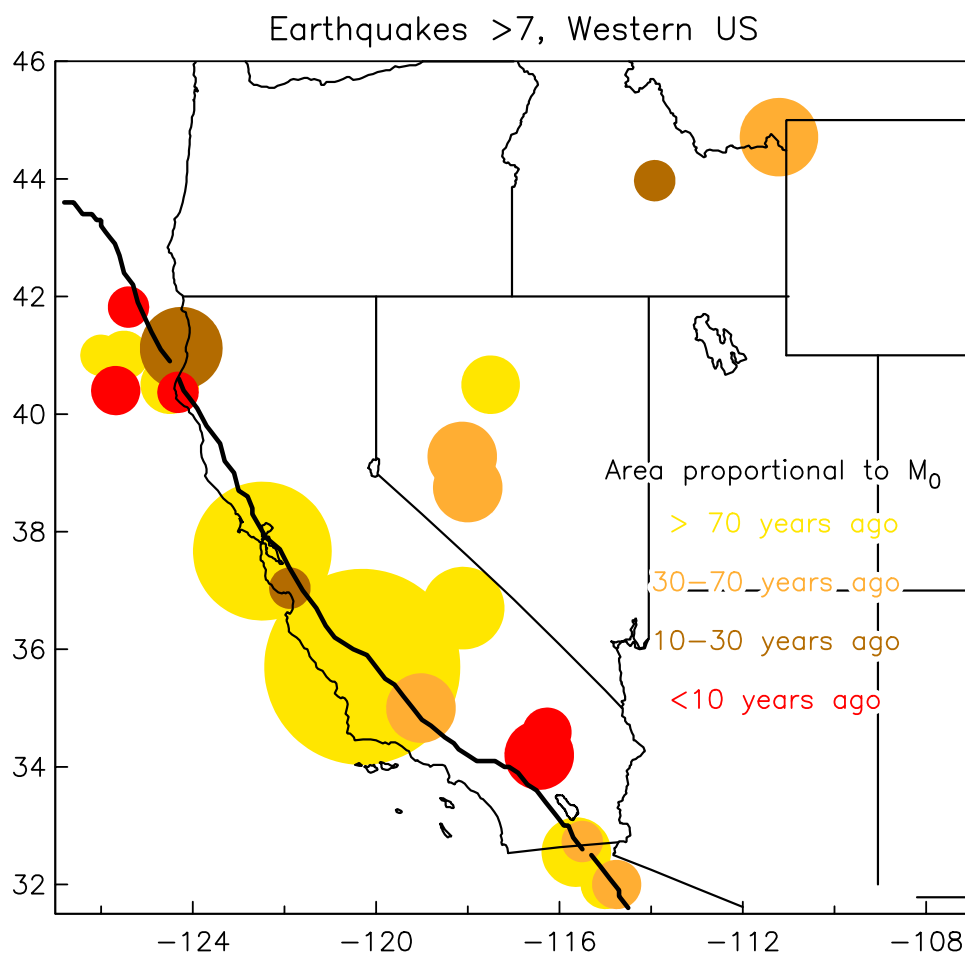 Earthquakes >7, Western US
46
44
42
40
38
36
34
32
Area proportional to M0
> 70 years ago
30-70 years ago
10-30 years ago
<10 years ago
-124 -120 -116 -112 -108